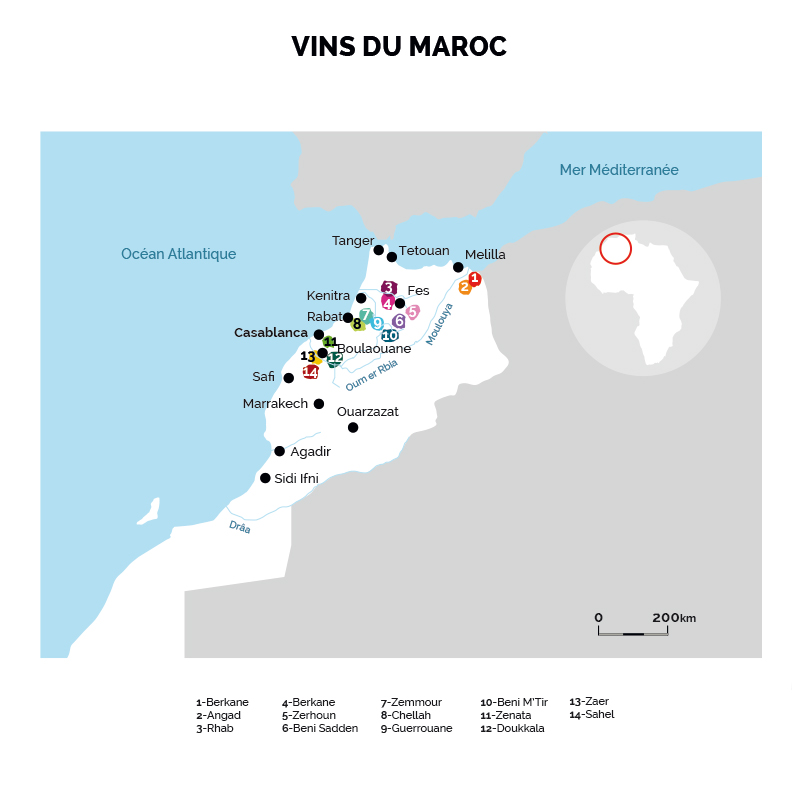 VINS DU MAROC
Mer Méditerranée
Océan Atlantique
Tanger
Tetouan
Melilla
1
2
3
Kenitra
Fes
4
5
Rabat
7
8
9
6
Moulouya
Casablanca
10
11
Boulaouane
13
12
14
Oum er Rbia
Safi
Marrakech
Ouarzazat
Agadir
Sidi Ifni
Drâa
0 200km
1-Berkane
2-Angad
3-Rhab
4-Berkane
5-Zerhoun
6-Beni Sadden
7-Zemmour
8-Chellah
9-Guerrouane
10-Beni M'Tir
11-Zenata
12-Doukkala
13-Zaer
14-Sahel